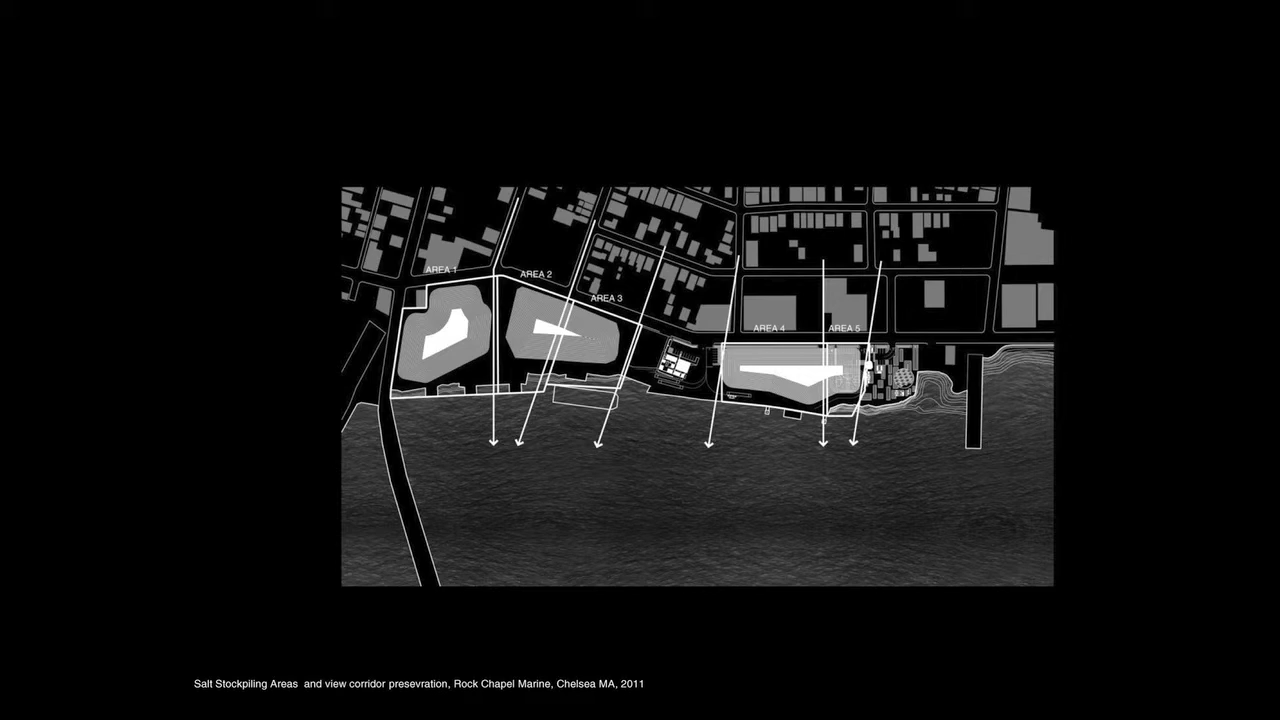 AREA 1
AREA 2
AREA 3
AREA 4
AREA 5
Salt Stockpiling Areas  and view corridor presevration, Rock Chapel Marine, Chelsea MA, 2011